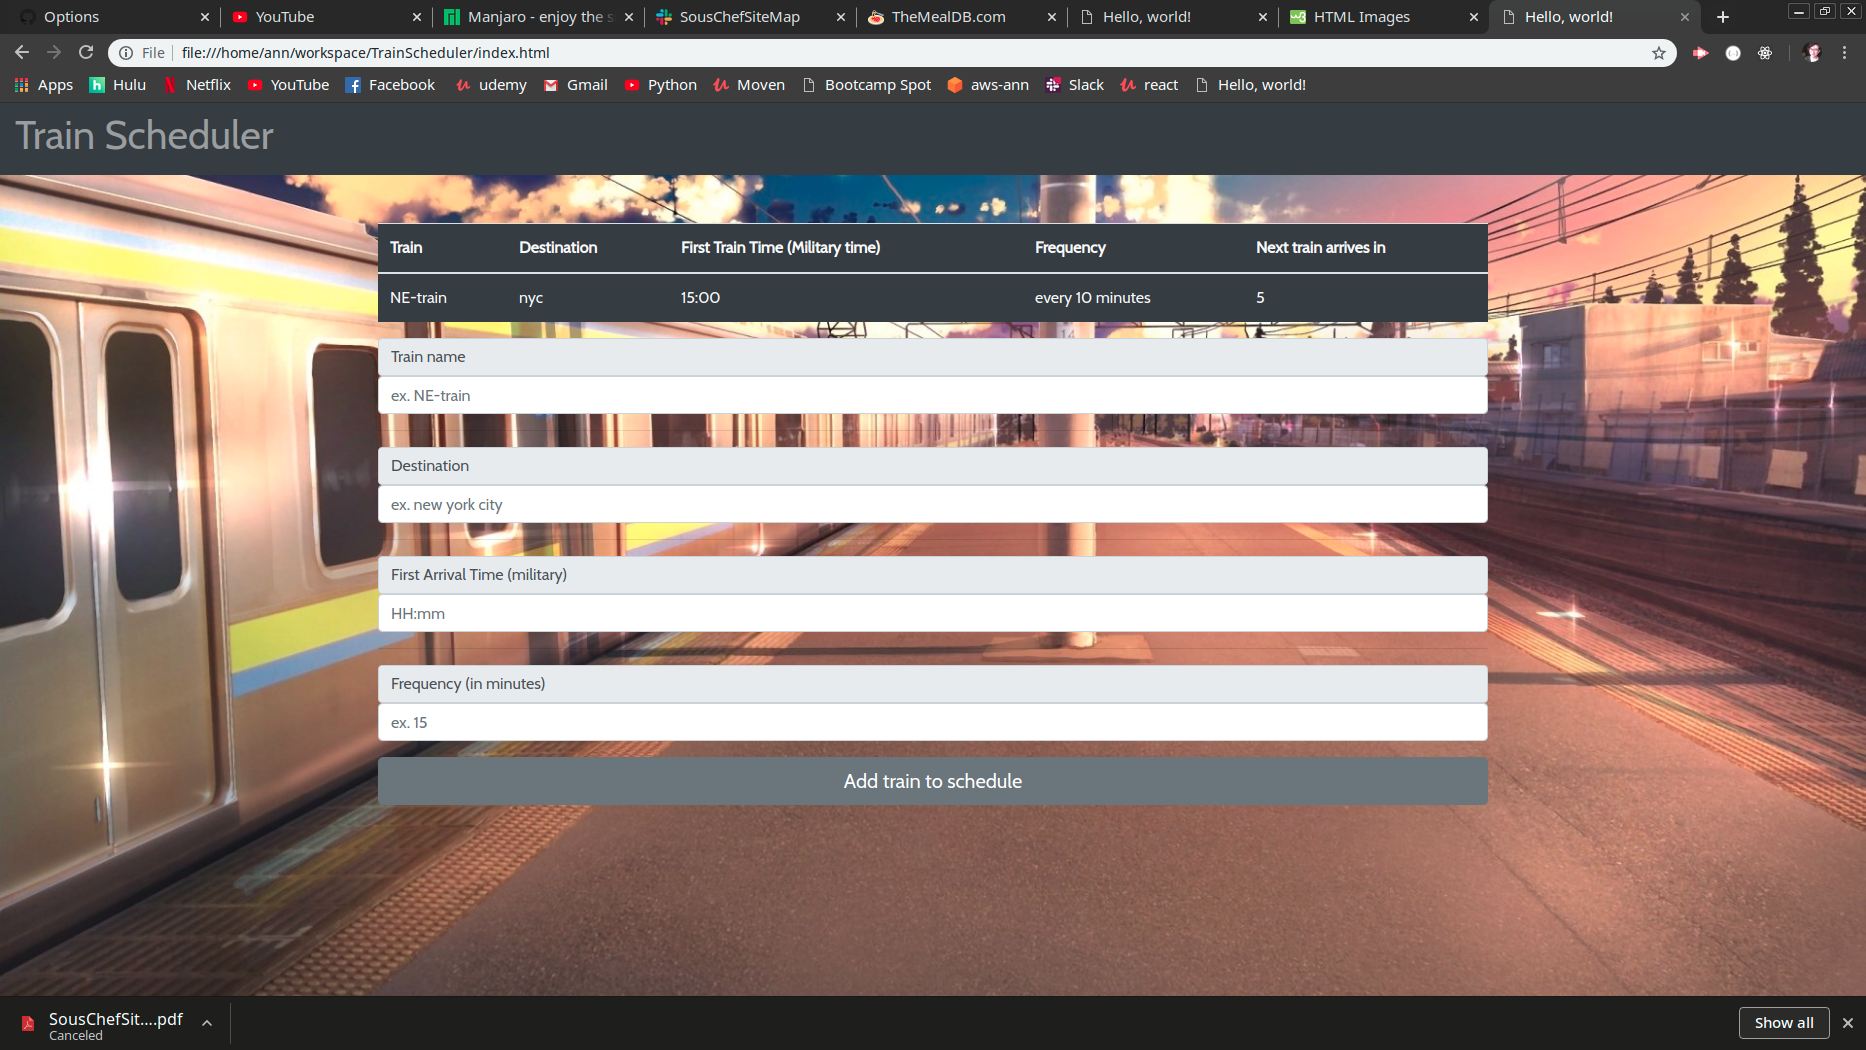 Options
YouTube
Manjaro - enjoy the s
SousChefSiteMap
TheMealDB.com
Hello, world!
HTML Images
Hello, world!
File file:///home/ann/workspace/TrainScheduler/index.html
Apps Hulu Netflix YouTube Facebook udemy Gmail Python Moven Bootcamp Spot aws-ann Slack react Hello, world!
Train Scheduler
Train Destination First Train Time (Military time) Frequency Next train arrives in
NE-train nyc 15:00 every 10 minutes 5
Train name
ex. NE-train
Destination
ex. new york city
First Arrival Time (military)
HH:mm
Frequency (in minutes)
ex. 15
Add train to schedule
SousChefSit....pdf
Canceled
Show all